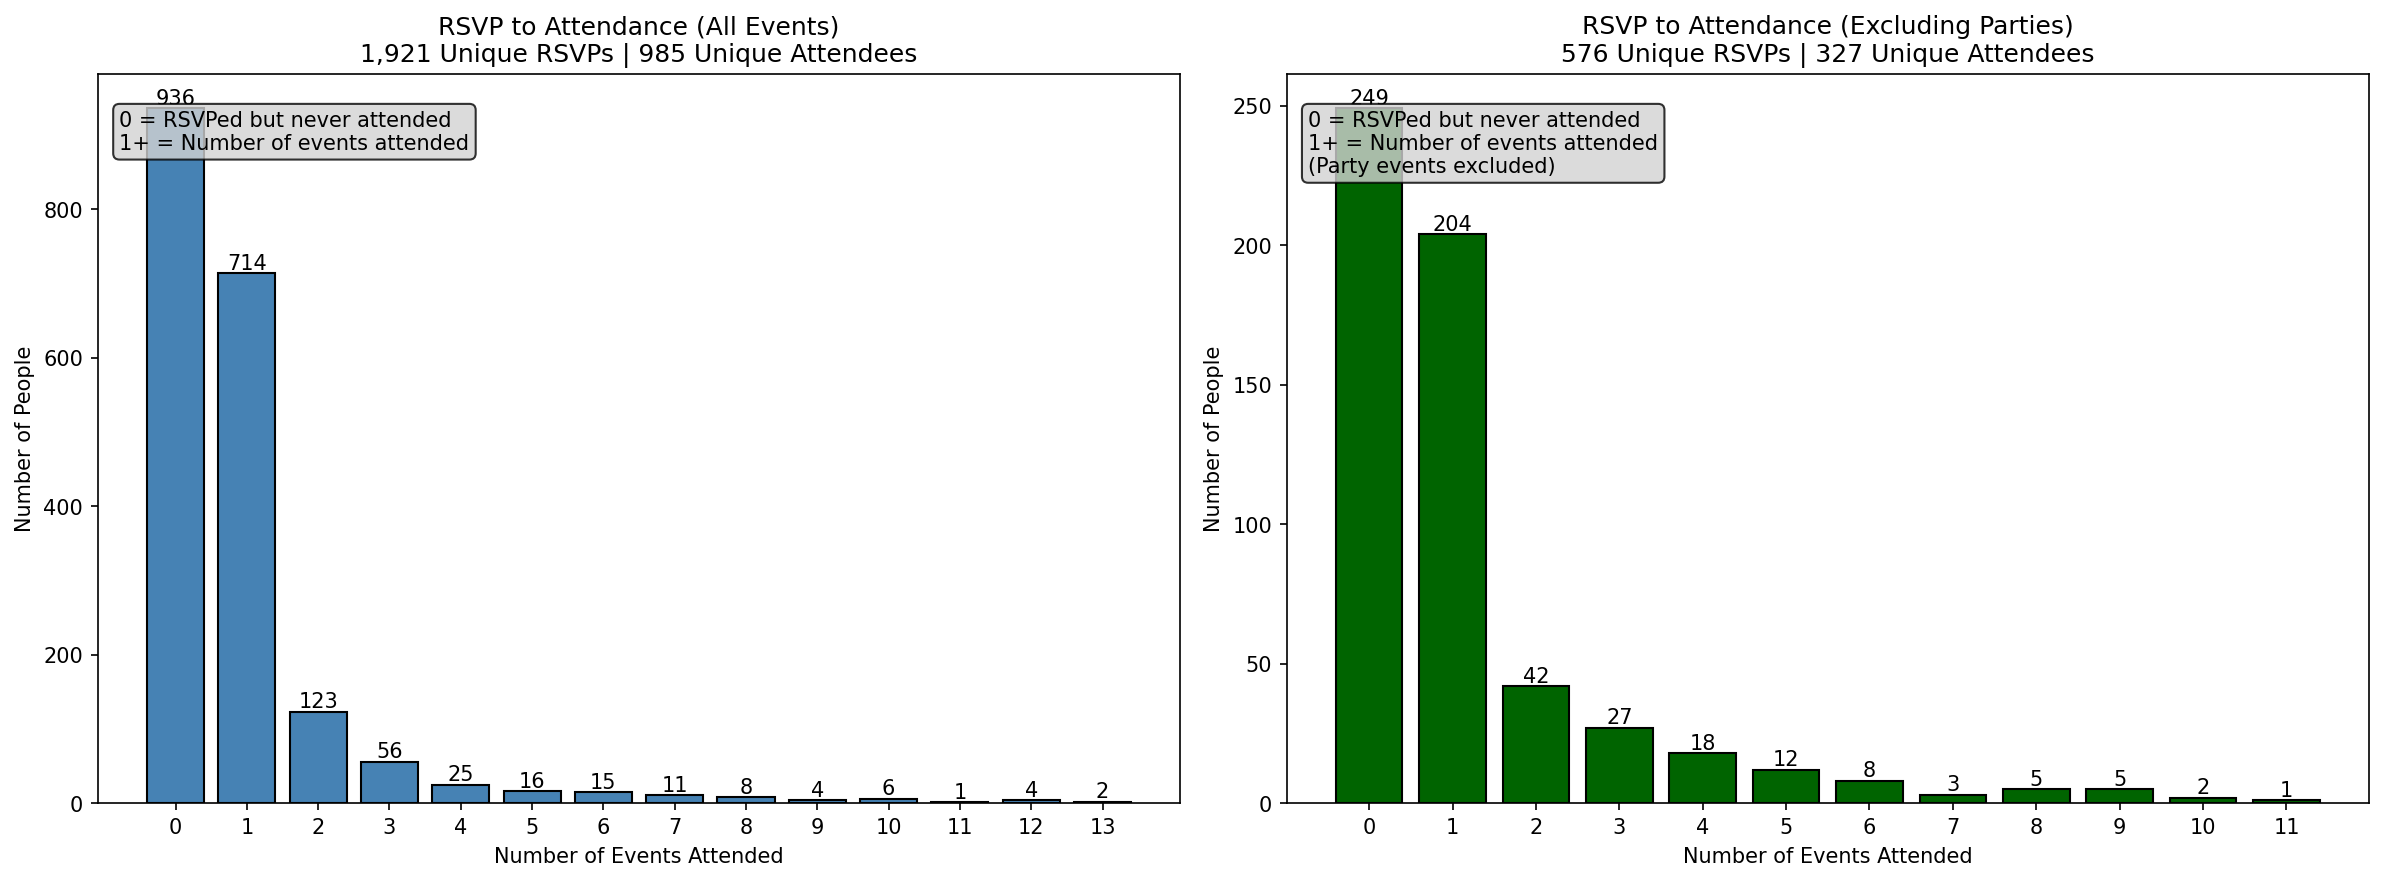 RSVP to Attendance (All Events)
1,921 Unique RSVPs | 985 Unique Attendees
936
0 = RSVPed but never attended
1+ = Number of events attended
800
714
600
Number of People
400
200
123
56
25
16
15
11
8
4
6
1
4
2
0
0 1 2 3 4 5 6 7 8 9 10 11 12 13
Number of Events Attended
RSVP to Attendance (Excluding Parties)
576 Unique RSVPs | 327 Unique Attendees
250
249
0 = RSVPed but never attended
1+ = Number of events attended
(Party events excluded)
200
204
150
Number of People
100
50
42
27
18
12
8
3
5
5
2
1
0
0 1 2 3 4 5 6 7 8 9 10 11
Number of Events Attended